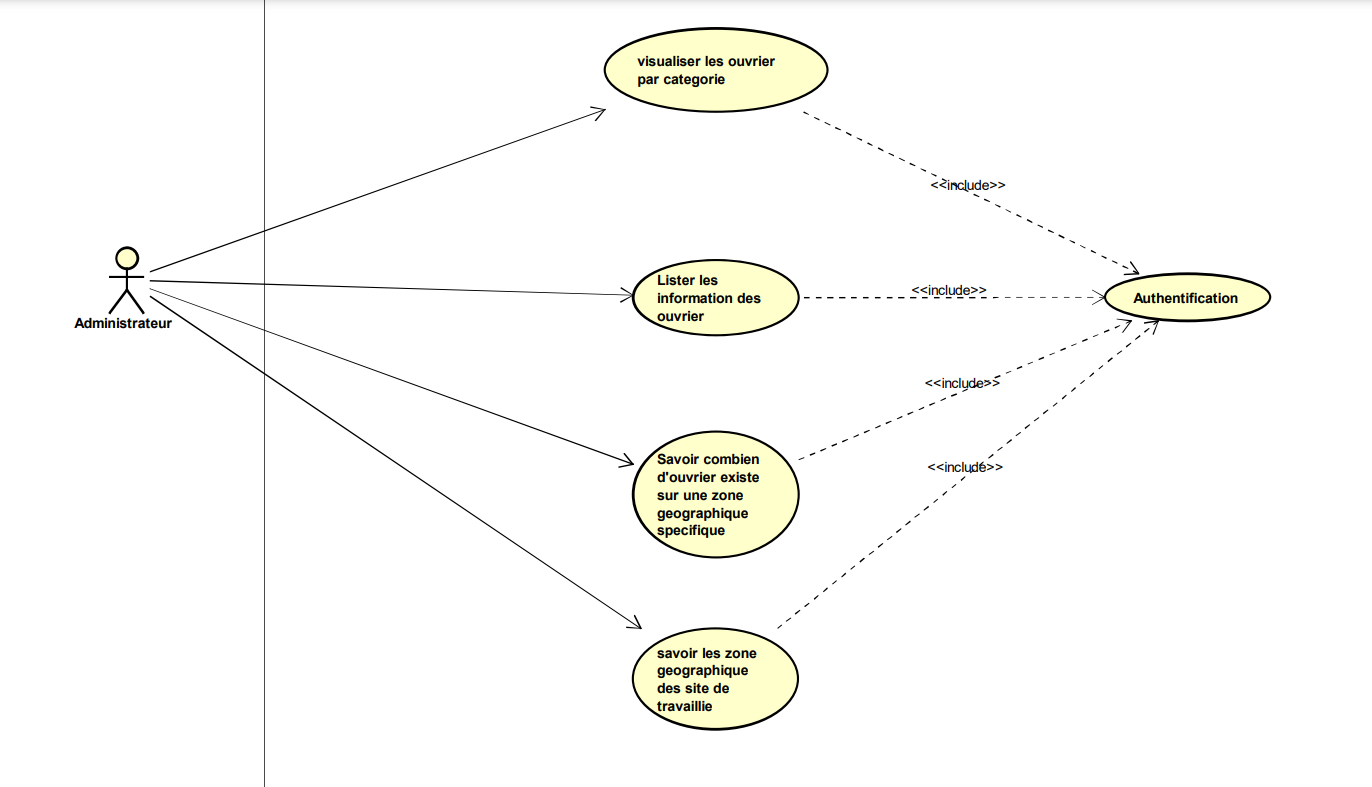 visualiser les ouvrier
par categorie
<<include>>
Administrateur
Lister les
information des
ouvrier
<<include>>
Authentification
<<include>>
Savoir combien
d'ouvrier existe
sur une zone
geographique
specifique
<<include>>
savoir les zone
geographique
des site de
travaillie